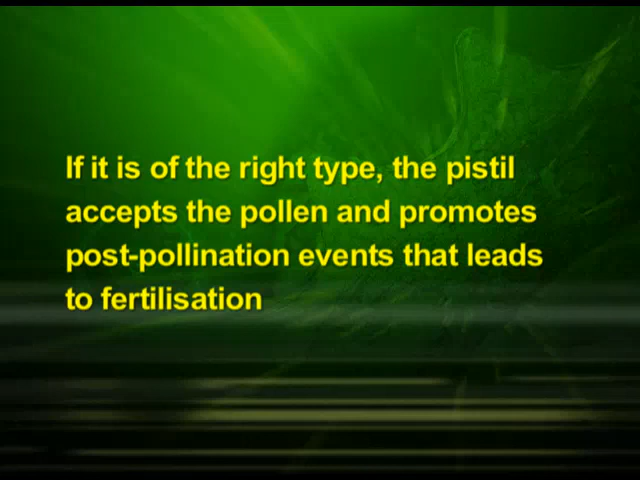 If it is of the right type, the pistil
accepts the pollen and promotes
post-pollination events that leads
to fertilisation